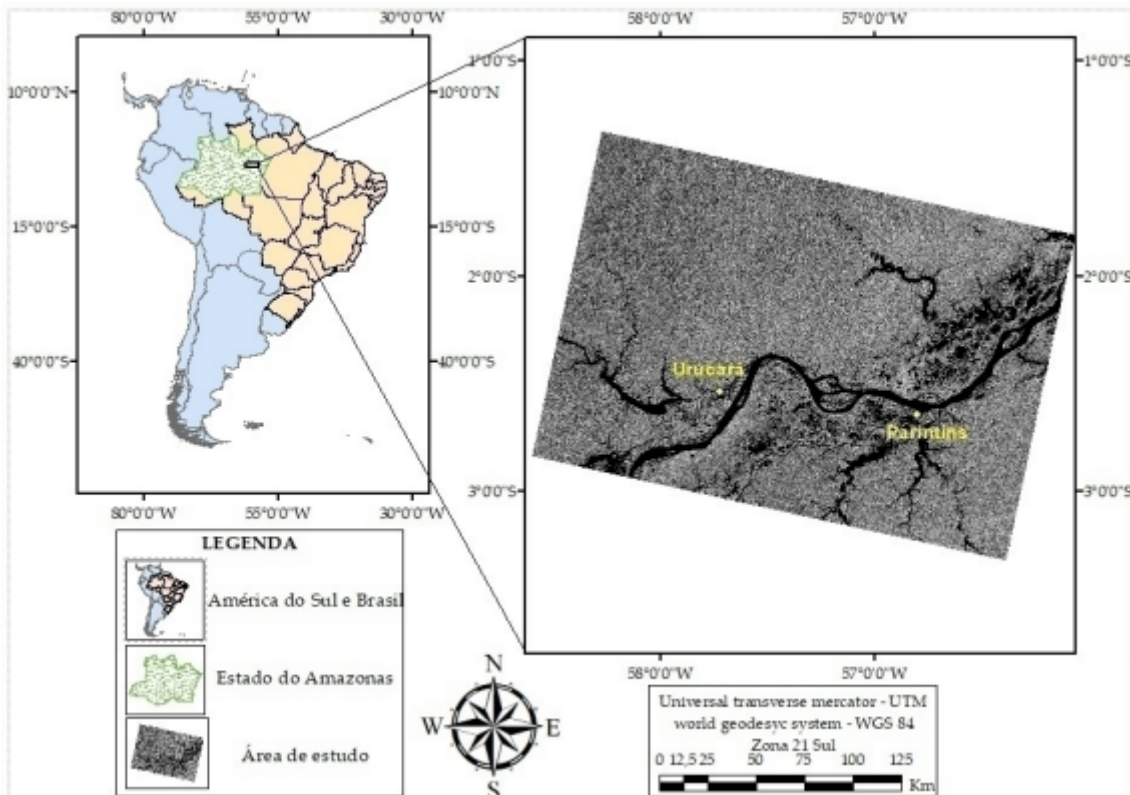 80°0'0"W 55°0'0"W 30°0'0"W
58°0'0"W 57°0'0"W
10°0'0"N 10°0'0"N
1°0'0"S 1°0'0"S
15°0'0"S 15°0'0"S
2°0'0"S 2°0'0"S
40°0'0"S 40°0'0"S
3°0'0"S 3°0'0"S
Urucará
Parintins
80°0'0"W 55°0'0"W 30°0'0"W
58°0'0"W 57°0'0"W
LEGENDA
América do Sul e Brasil
Estado do Amazonas
Área de estudo
N
W E
S
Universal transverse mercator - UTM
world geodesyc system - WGS 84
Zona 21 Sul
0 12,5 25 50 75 100 125
Km